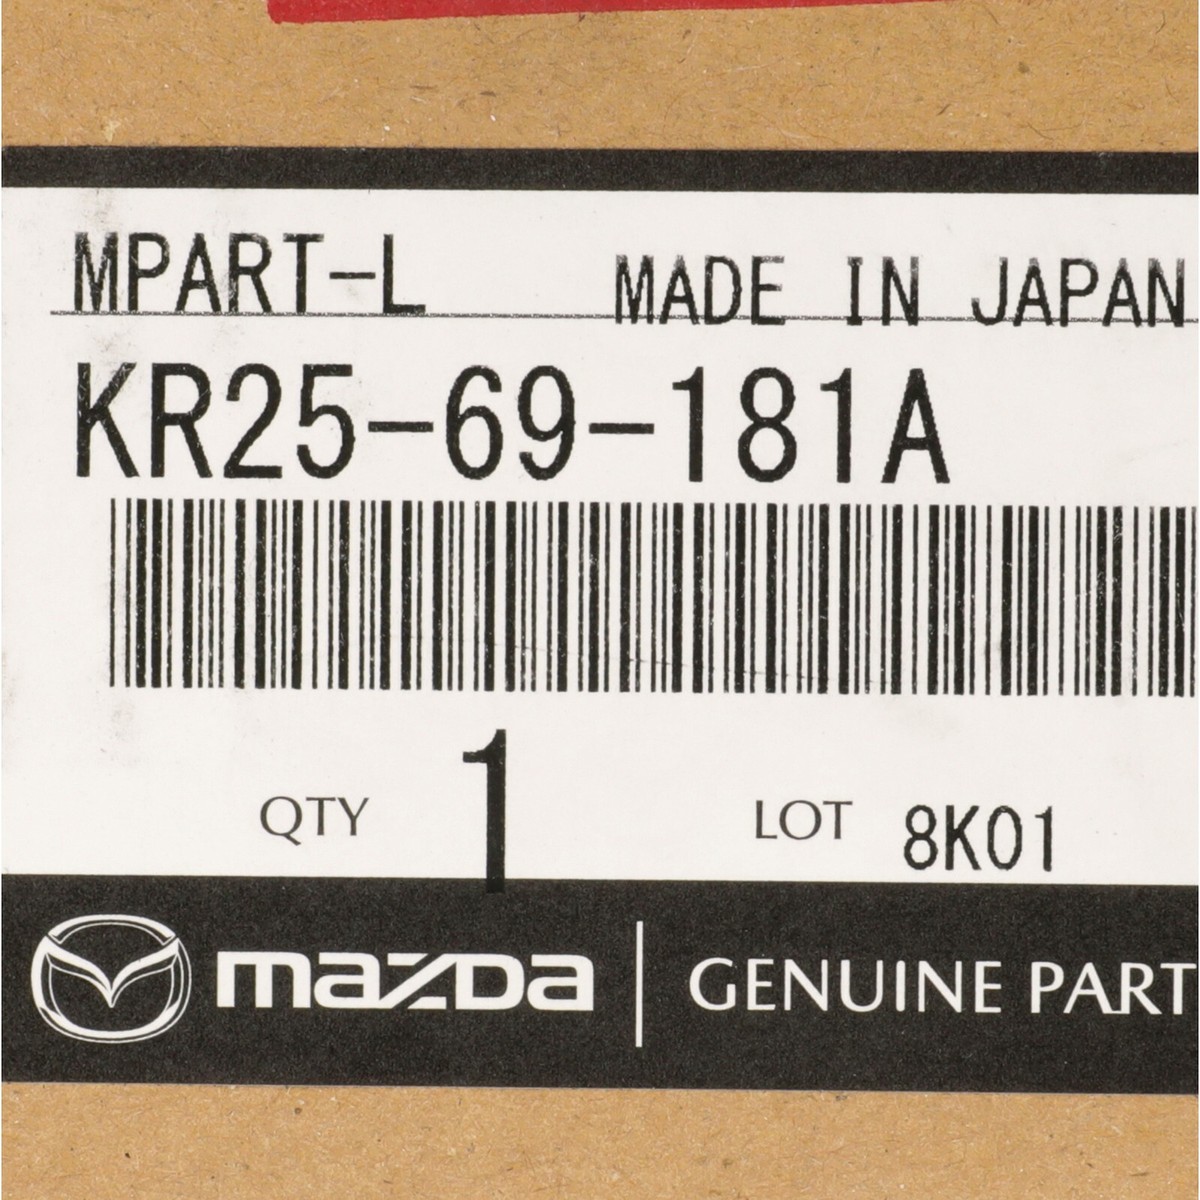 MPART-L MADE IN JAPAN
KR25-69-181A
QTY 1 LOT 8K01
mazda GENUINE PART